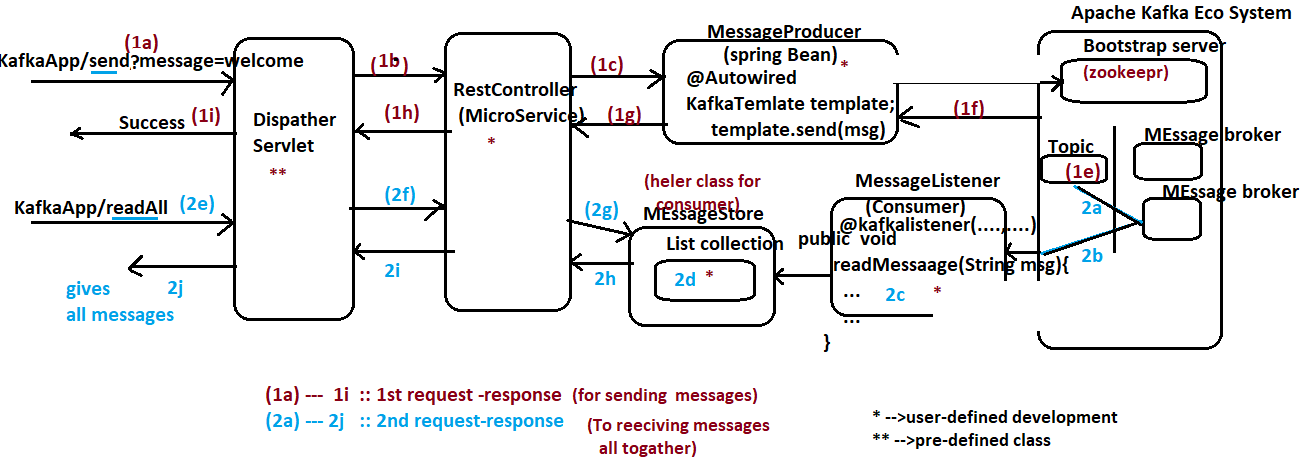 Apache Kafka Eco System
(1a)
KafkaApp/send?message=welcome
(1b)
(1c)
MessageProducer
(spring Bean) *
@Autowired
KafkaTemlate template;
template.send(msg)
Bootstrap server
(zookeepr)
Success (1i)
Dispather
Servlet
**
(1h)
RestController
(MicroService)
*
(1g)
(1f)
Topic
(1e)
MEssage broker
MEssage broker
KafkaApp/readAll (2e)
(2f)
(2g)
(heler class for
consumer)
MEssageStore
List collection
2d *
MessageListener
(Consumer)
@kafkalistener(....,....)
public void
readMessaage(String msg){
... 2c *
...
}
2a
2b
gives 2j
all messages
2i
2h
(1a) --- 1i :: 1st request -response (for sending messages)
(2a) --- 2j :: 2nd request-response (To reeciving messages
all togather)
* -->user-defined development
** -->pre-defined class